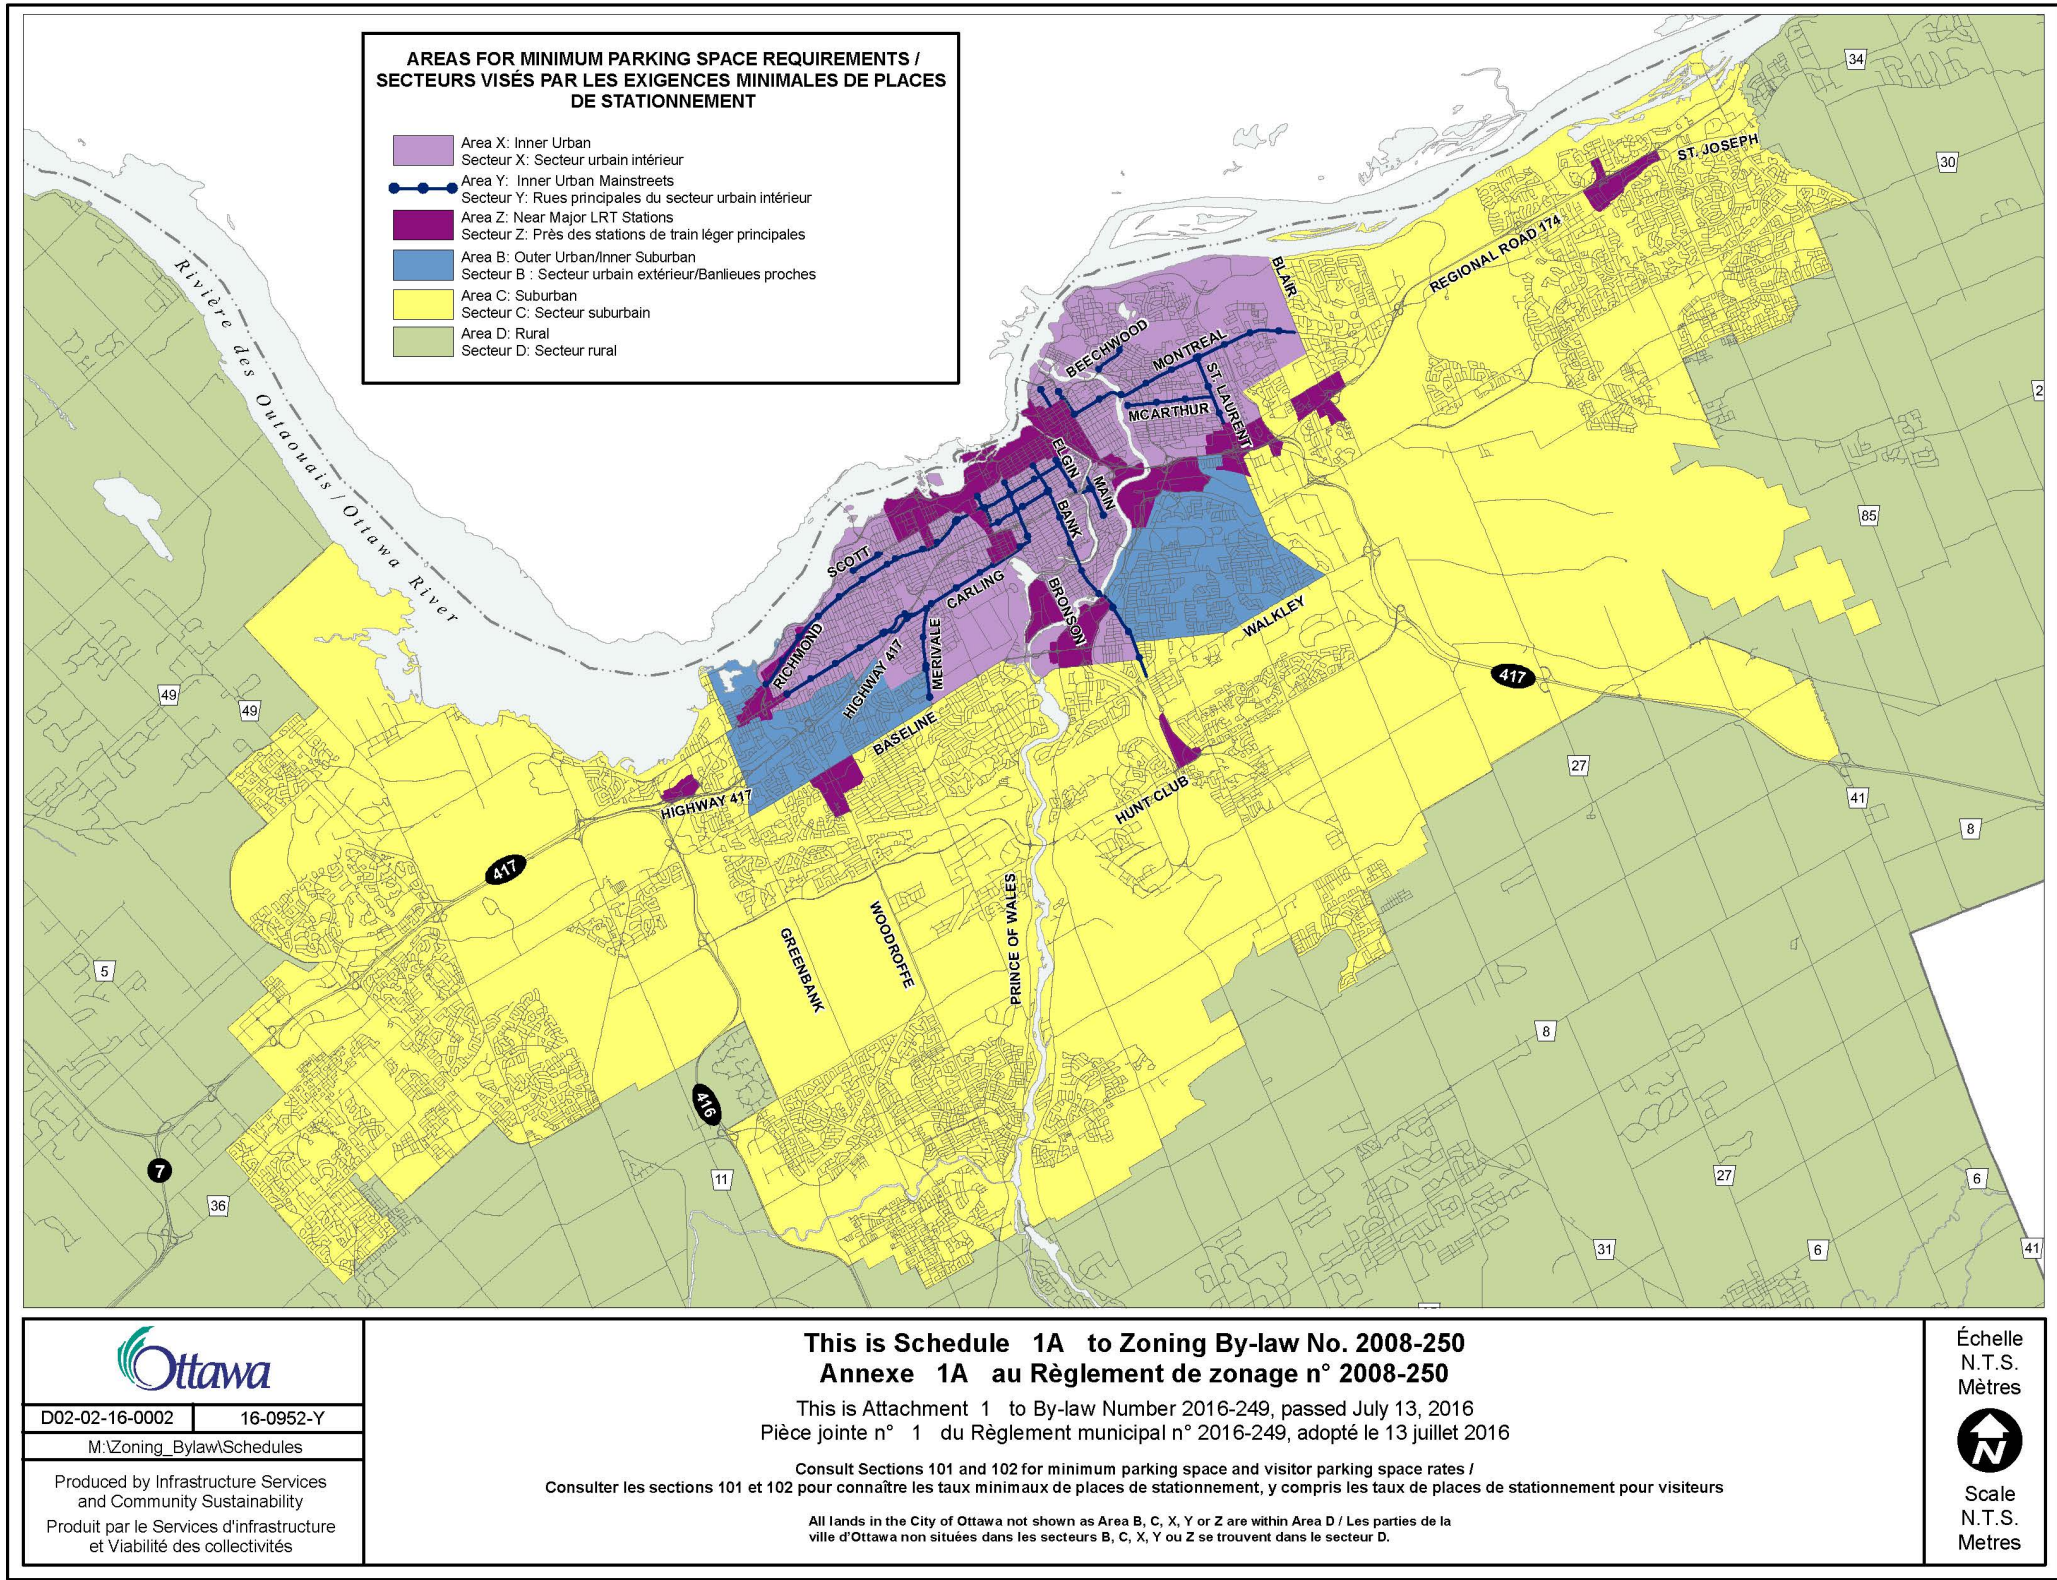 AREAS FOR MINIMUM PARKING SPACE REQUIREMENTS /
SECTEURS VISÉS PAR LES EXIGENCES MINIMALES DE PLACES
DE STATIONNEMENT
Area X: Inner Urban
Secteur X: Secteur urbain intérieur
Area Y: Inner Urban Mainstreets
Secteur Y: Rues principales du secteur urbain intérieur
Area Z: Near Major LRT Stations
Secteur Z: Près des stations de train léger principales
Area B: Outer Urban/Inner Suburban
Secteur B : Secteur urbain extérieur/Banlieues proches
Area C: Suburban
Secteur C: Secteur suburbain
Area D: Rural
Secteur D: Secteur rural
Rivière des Outaouais / Ottawa River
34
ST. JOSEPH
30
REGIONAL ROAD 174
BLAIR
BEECHWOOD
MONTREAL
ST. LAURENT
MCARTHUR
2
ELGIN
MAIN
BANK
85
SCOTT
CARLING
BRONSON
WALKLEY
RICHMOND
HIGHWAY 417
MERIVALE
BASELINE
417
49
49
HIGHWAY 417
HUNT CLUB
27
41
8
417
5
GREENBANK
WOODROFFE
PRINCE OF WALES
8
416
7
11
36
27
6
31
6
41
Ottawa
D02-02-16-0002
16-0952-Y
M:\Zoning_Bylaw\Schedules
Produced by Infrastructure Services
and Community Sustainability
Produit par le Services d'infrastructure
et Viabilité des collectivités
This is Schedule 1A to Zoning By-law No. 2008-250
Annexe 1A au Règlement de zonage n° 2008-250
This is Attachment 1 to By-law Number 2016-249, passed July 13, 2016
Pièce jointe n° 1 du Règlement municipal n° 2016-249, adopté le 13 juillet 2016
Consult Sections 101 and 102 for minimum parking space and visitor parking space rates /
Consulter les sections 101 et 102 pour connaître les taux minimaux de places de stationnement, y compris les taux de places de stationnement pour visiteurs
All lands in the City of Ottawa not shown as Area B, C, X, Y or Z are within Area D / Les parties de la
ville d'Ottawa non situées dans les secteurs B, C, X, Y ou Z se trouvent dans le secteur D.
Échelle
N.T.S.
Mètres
N
Scale
N.T.S.
Metres